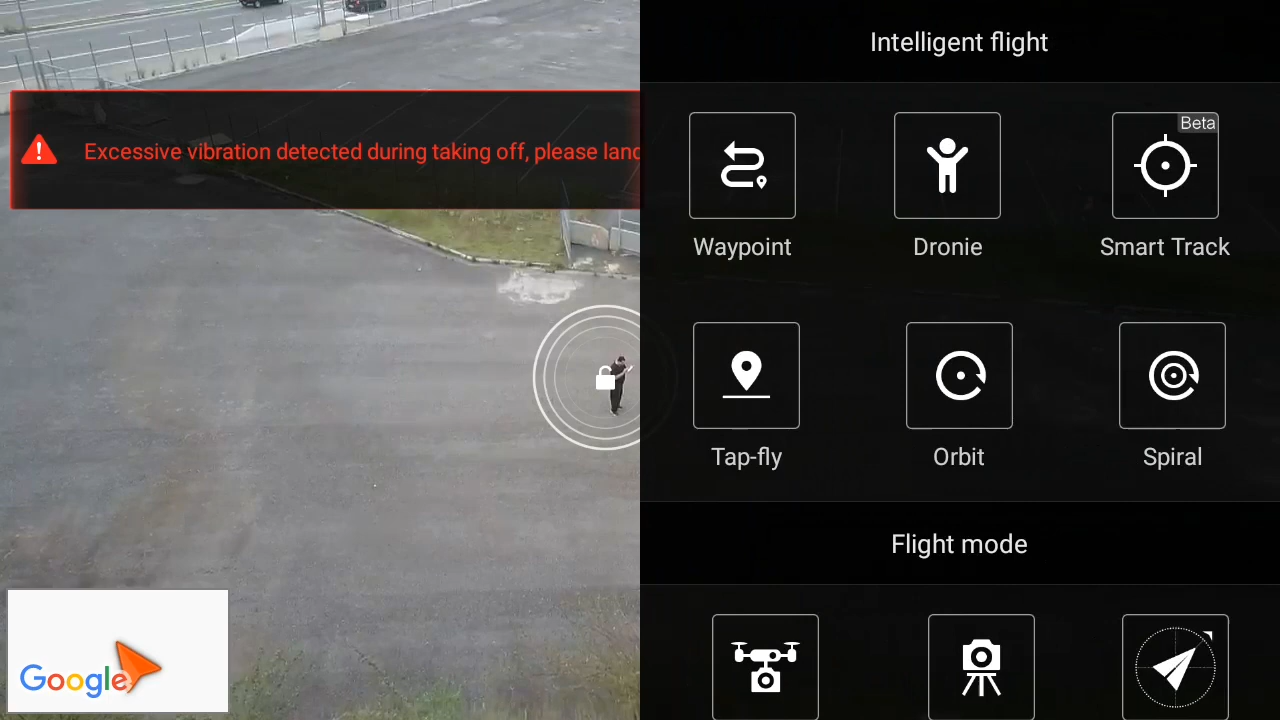 Intelligent flight
Excessive vibration detected during taking off, please land
Beta
Waypoint
Dronie
Smart Track
Tap-fly
Orbit
Spiral
Flight mode
Google